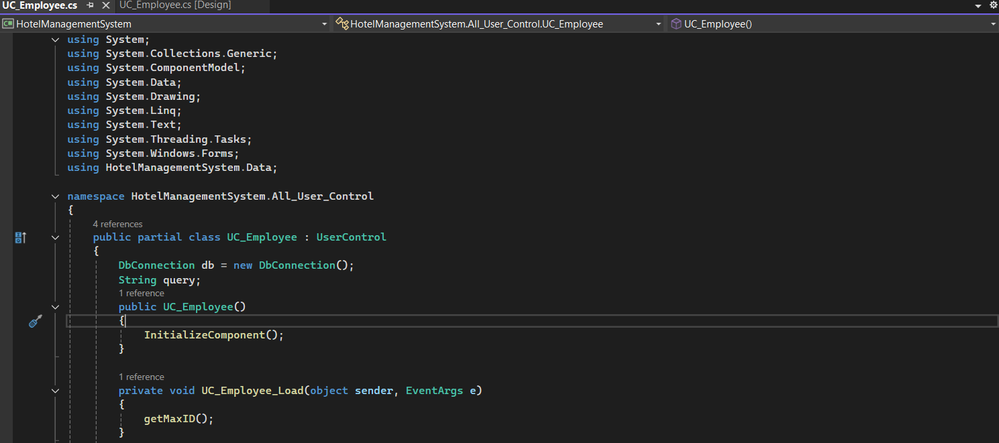 UC_Employee.cs UC_Employee.cs [Design]
C# HotelManagementSystem HotelManagementSystem.All_User_Control.UC_Employee UC_Employee()
using System;
using System.Collections.Generic;
using System.ComponentModel;
using System.Data;
using System.Drawing;
using System.Linq;
using System.Text;
using System.Threading.Tasks;
using System.Windows.Forms;
using HotelManagementSystem.Data;
namespace HotelManagementSystem.All_User_Control
{
4 references
public partial class UC_Employee : UserControl
{
DbConnection db = new DbConnection();
String query;
1 reference
public UC_Employee()
{
InitializeComponent();
}
1 reference
private void UC_Employee_Load(object sender, EventArgs e)
{
getMaxID();
}